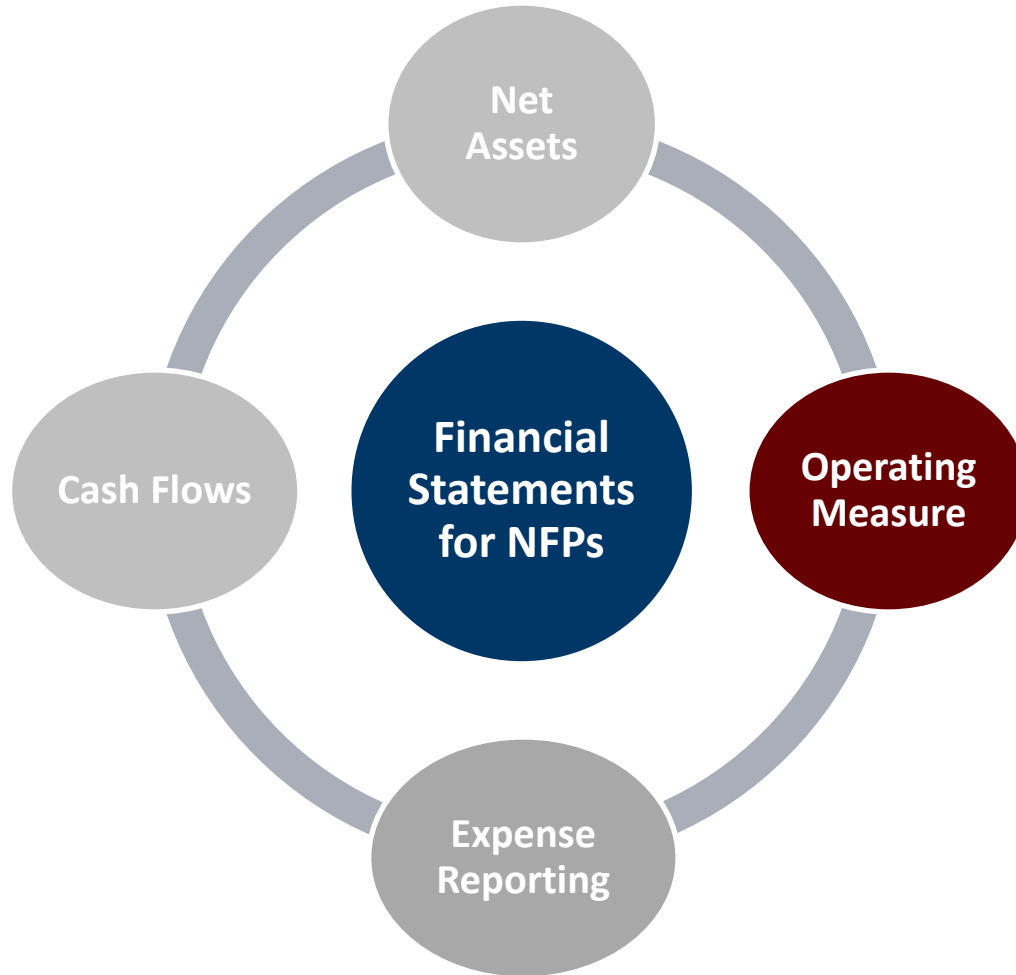 Net
Assets
Cash Flows
Financial
Statements
for NFPs
Operating
Measure
Expense
Reporting